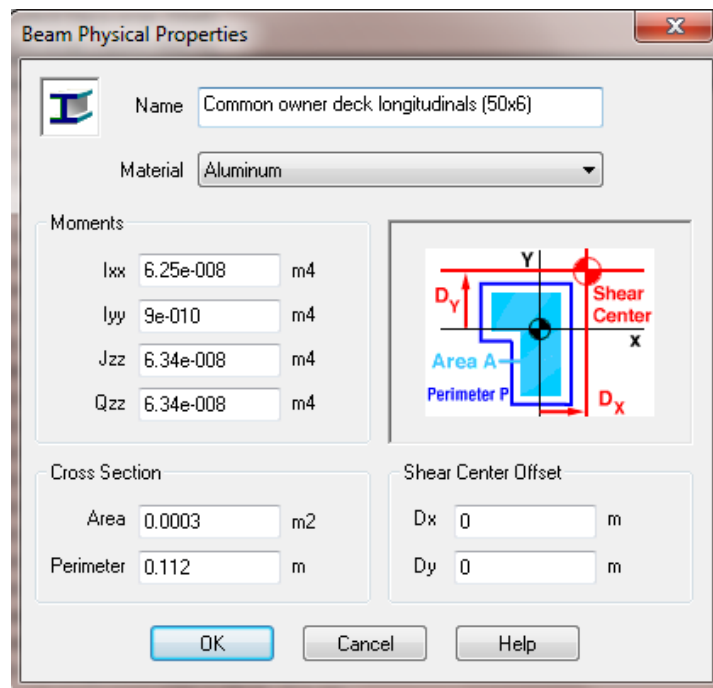 Beam Physical Properties
Name Common owner deck longitudinals (50x6)
Material Aluminum
Moments
Ixx 6.25e-008 m4
Iyy 9e-010 m4
Jzz 6.34e-008 m4
Qzz 6.34e-008 m4
Y
DY
Shear
Center
X
Area A
Perimeter P
DX
Cross Section
Area 0.0003 m2
Perimeter 0.112 m
Shear Center Offset
Dx 0 m
Dy 0 m
OK Cancel Help